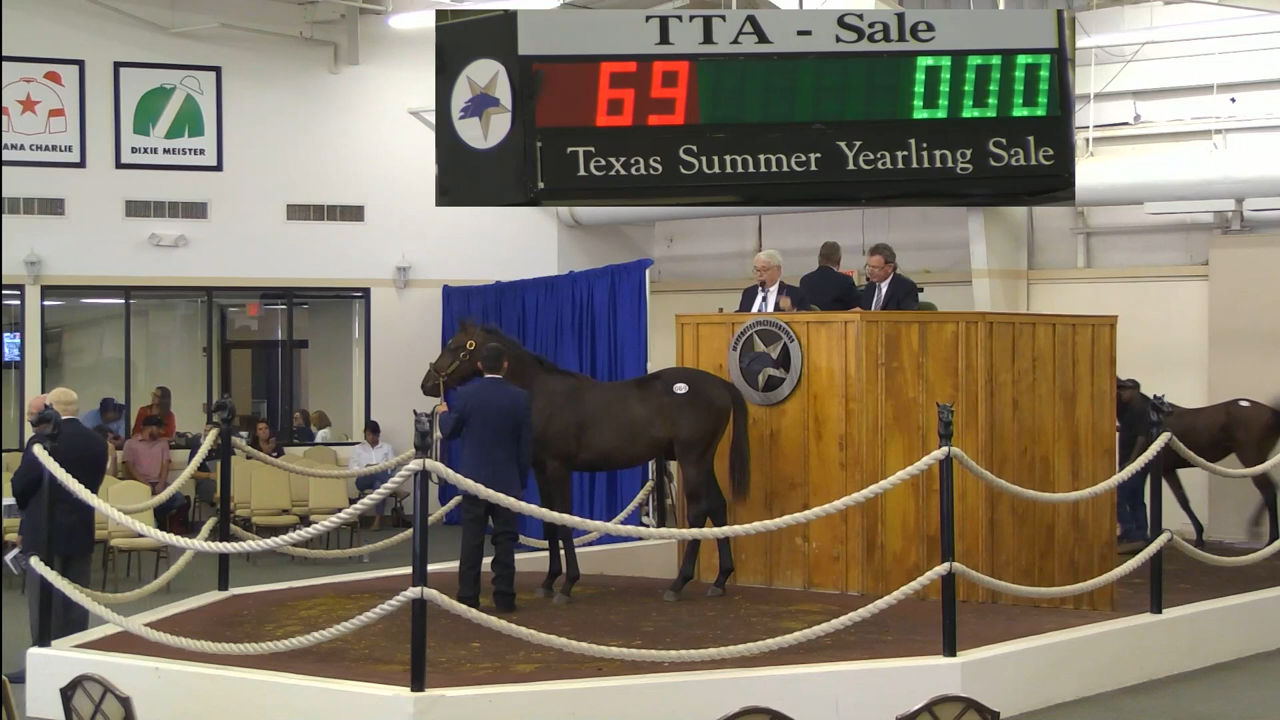 TTA - Sale
69 000
Texas Summer Yearling Sale
ANA CHARLIE
DIXIE MEISTER